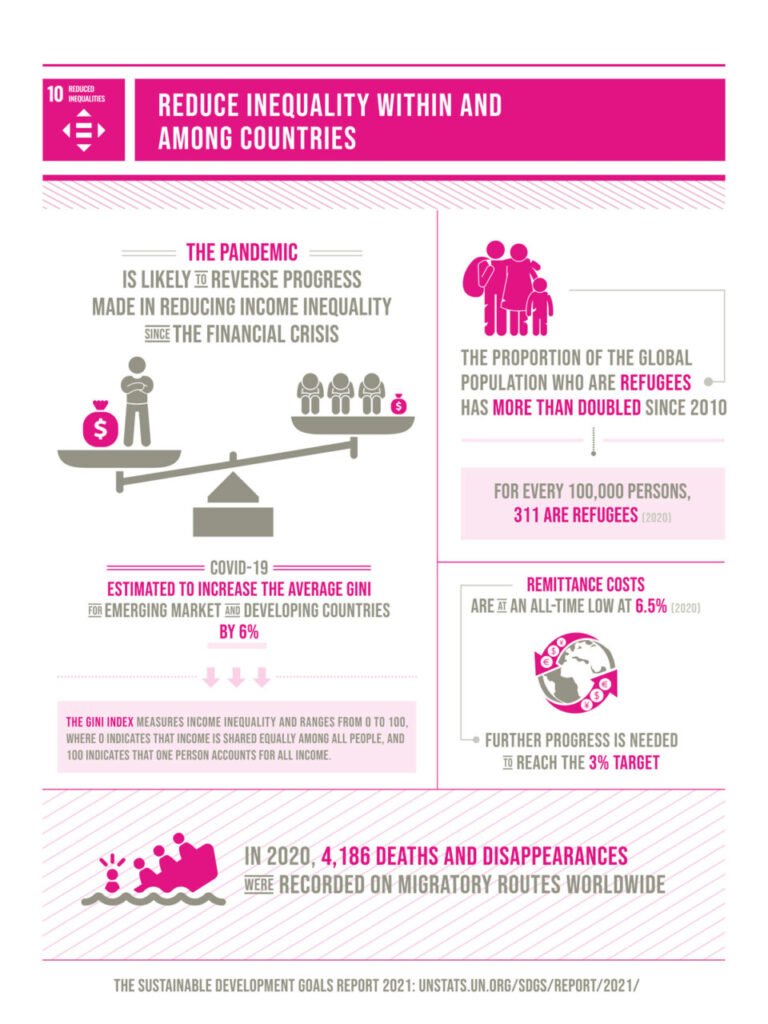 10 REDUCED
INEQUALITIES
REDUCE INEQUALITY WITHIN AND
AMONG COUNTRIES
THE PANDEMIC
IS LIKELY TO REVERSE PROGRESS
MADE IN REDUCING INCOME INEQUALITY
SINCE THE FINANCIAL CRISIS
$
$
COVID-19
ESTIMATED TO INCREASE THE AVERAGE GINI
FOR EMERGING MARKET AND DEVELOPING COUNTRIES
BY 6%
THE GINI INDEX MEASURES INCOME INEQUALITY AND RANGES FROM 0 TO 100,
WHERE 0 INDICATES THAT INCOME IS SHARED EQUALLY AMONG ALL PEOPLE, AND
100 INDICATES THAT ONE PERSON ACCOUNTS FOR ALL INCOME.
THE PROPORTION OF THE GLOBAL
POPULATION WHO ARE REFUGEES
HAS MORE THAN DOUBLED SINCE 2010
FOR EVERY 100,000 PERSONS,
311 ARE REFUGEES (2020)
REMITTANCE COSTS
ARE AT AN ALL-TIME LOW AT 6.5% (2020)
€ $ ¥
¥ $ €
FURTHER PROGRESS IS NEEDED
TO REACH THE 3% TARGET
IN 2020, 4,186 DEATHS AND DISAPPEARANCES
WERE RECORDED ON MIGRATORY ROUTES WORLDWIDE
THE SUSTAINABLE DEVELOPMENT GOALS REPORT 2021: UNSTATS.UN.ORG/SDGS/REPORT/2021/